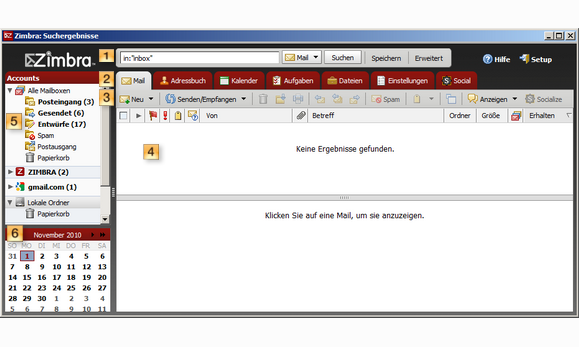 Zimbra: Suchergebnisse
Zimbra
1
in:"inbox"
Mail
Suchen
Speichern
Erweitert
Hilfe
Setup
Accounts
2
Mail
Adressbuch
Kalender
Aufgaben
Dateien
Einstellungen
Social
Alle Mailboxen
3
Neu
Senden/Empfangen
Spam
Anzeigen
Socialize
Posteingang (3)
Gesendet (6)
Von
Betreff
Ordner
Größe
Erhalten
5
Entwürfe (17)
Spam
Postausgang
Papierkorb
4
Keine Ergebnisse gefunden.
ZIMBRA (2)
gmail.com (1)
Lokale Ordner
Papierkorb
Klicken Sie auf eine Mail, um sie anzuzeigen.
6
November 2010
SO MO DI MI DO FR SA
31 1 2 3 4 5 6
7 8 9 10 11 12 13
14 15 16 17 18 19 20
21 22 23 24 25 26 27
28 29 30 1 2 3 4
5 6 7 8 9 10 11